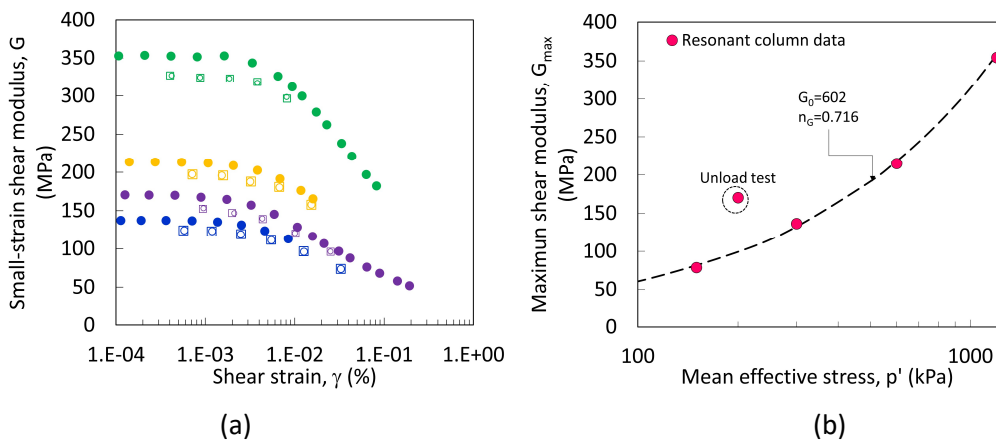 Small-strain shear modulus, G
(MPa)
400
350
300
250
200
150
100
50
0
1.E-04
1.E-03
1.E-02
1.E-01
1.E+00
Shear strain, γ (%)
(a)
Maximun shear modulus, Gmax
(MPa)
400
350
300
250
200
150
100
50
0
Resonant column data
G0=602
nG=0.716
Unload test
100
1000
Mean effective stress, p' (kPa)
(b)